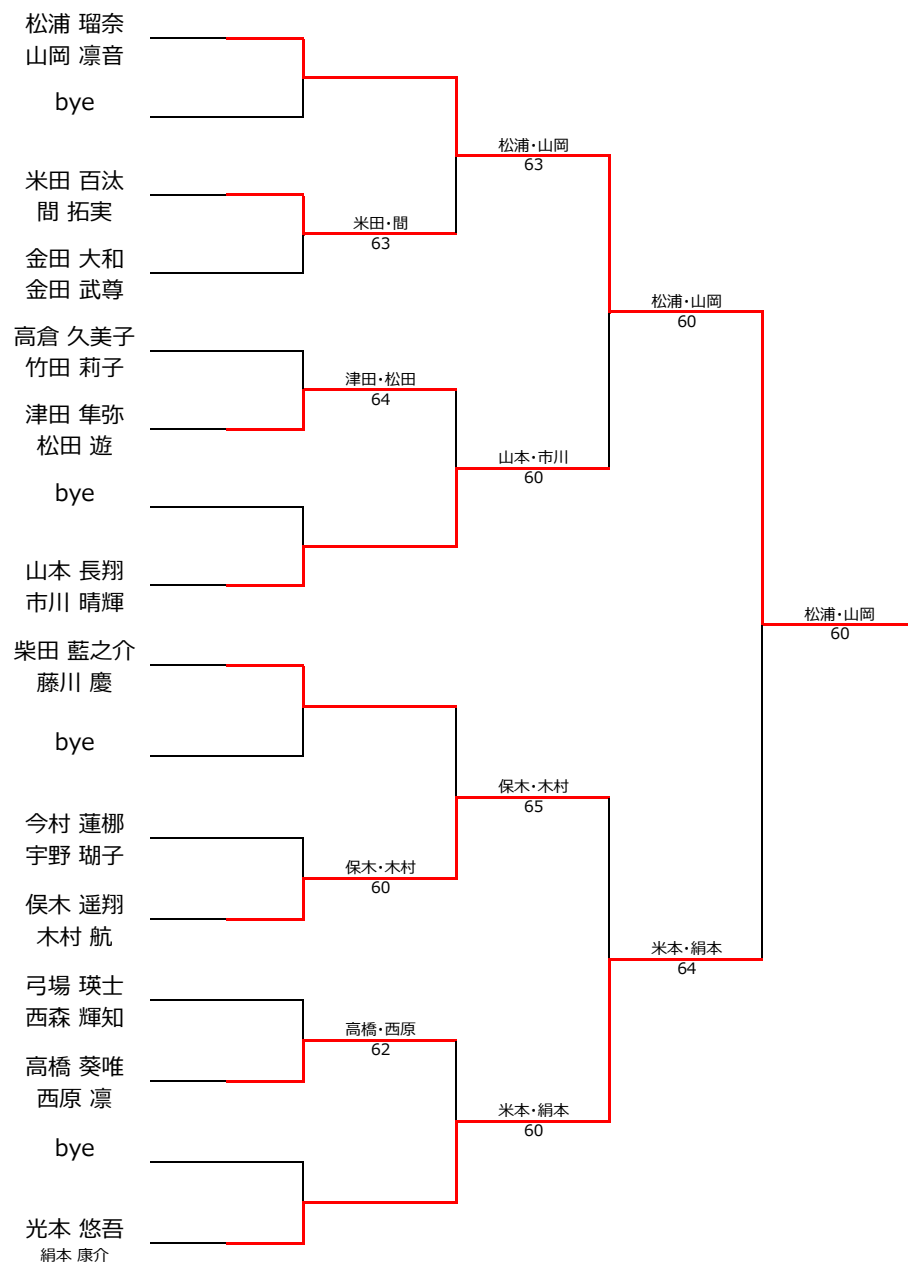 松浦 瑠奈
山岡 凛音
bye
米田 百汰
間 拓実
金田 大和
金田 武尊
高倉 久美子
竹田 莉子
津田 隼弥
松田 遊
bye
山本 長翔
市川 晴輝
柴田 藍之介
藤川 慶
bye
今村 蓮梛
宇野 瑚子
俣木 遥翔
木村 航
弓場 瑛士
西森 輝知
高橋 葵唯
西原 凛
bye
光本 悠吾
絹本 康介
米田・間
63
津田・松田
64
保木・木村
60
高橋・西原
62
松浦・山岡
63
山本・市川
60
保木・木村
65
米本・絹本
60
松浦・山岡
60
米本・絹本
64
松浦・山岡
60